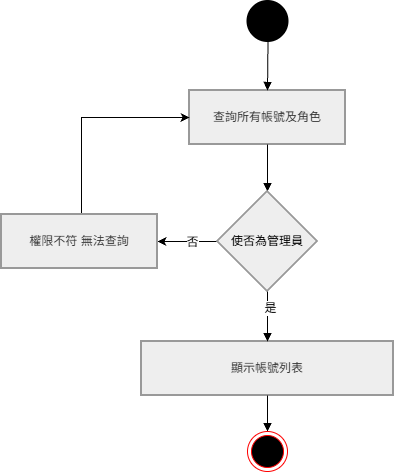 查詢所有帳號及角色
使否為管理員
否
權限不符 無法查詢
是
顯示帳號列表